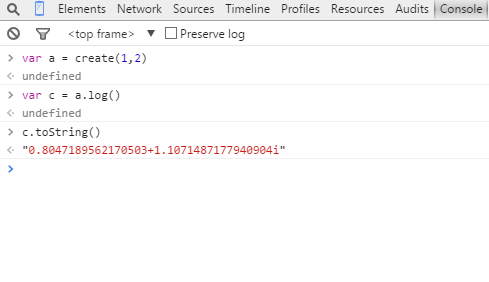 Elements Network Sources Timeline Profiles Resources Audits Console
<top frame> ▼ Preserve log
> var a = create(1,2)
< undefined
> var c = a.log()
< undefined
> c.toString()
< "0.8047189562170503+1.1071487177940904i"
>